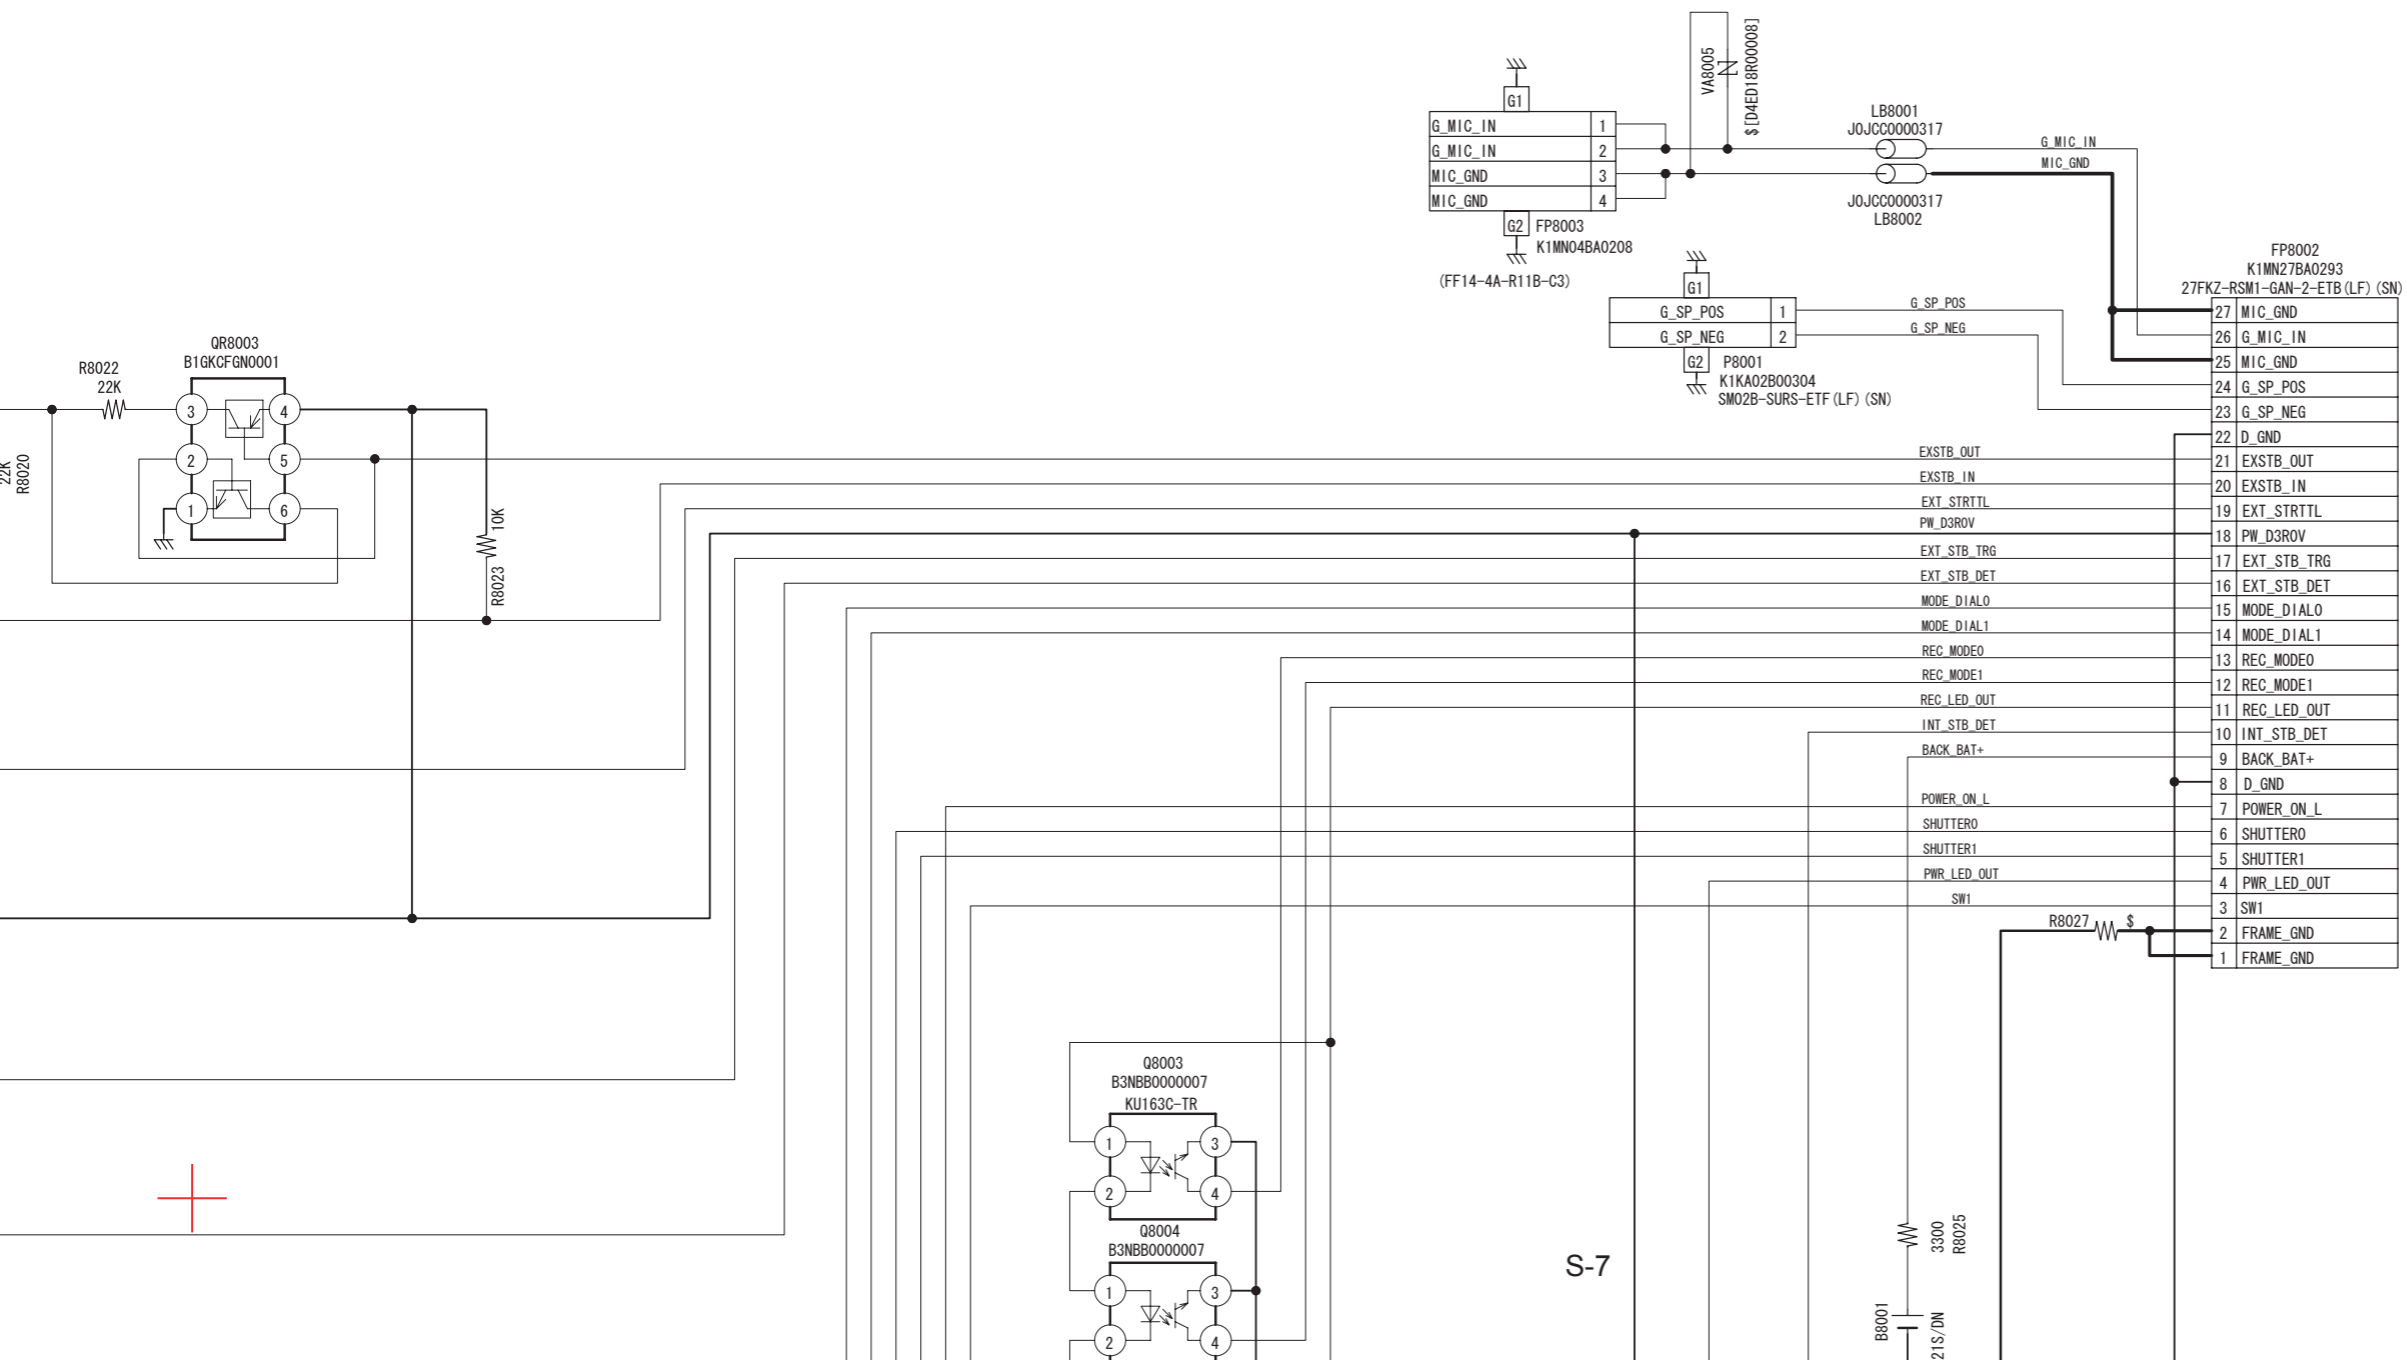 VA8005
$[D4ED18R00008]
G1
G_MIC_IN 1
G_MIC_IN 2
MIC_GND 3
MIC_GND 4
G2 FP8003
K1MN04BA0208
(FF14-4A-R11B-C3)
LB8001
J0JCC0000317
G_MIC_IN
MIC_GND
J0JCC0000317
LB8002
G1
G_SP_POS 1
G_SP_NEG 2
G2 P8001
K1KA02B00304
SM02B-SURS-ETF(LF)(SN)
G_SP_POS
G_SP_NEG
FP8002
K1MN27BA0293
27FKZ-RSM1-GAN-2-ETB(LF)(SN)
27 MIC_GND
26 G_MIC_IN
25 MIC_GND
24 G_SP_POS
23 G_SP_NEG
22 D_GND
21 EXSTB_OUT
20 EXSTB_IN
19 EXT_STRTTL
18 PW_D3R0V
17 EXT_STB_TRG
16 EXT_STB_DET
15 MODE_DIAL0
14 MODE_DIAL1
13 REC_MODE0
12 REC_MODE1
11 REC_LED_OUT
10 INT_STB_DET
9 BACK_BAT+
8 D_GND
7 POWER_ON_L
6 SHUTTER0
5 SHUTTER1
4 PWR_LED_OUT
3 SW1
2 FRAME_GND
1 FRAME_GND
EXSTB_OUT
EXSTB_IN
EXT_STRTTL
PW_D3R0V
EXT_STB_TRG
EXT_STB_DET
MODE_DIAL0
MODE_DIAL1
REC_MODE0
REC_MODE1
REC_LED_OUT
INT_STB_DET
BACK_BAT+
POWER_ON_L
SHUTTER0
SHUTTER1
PWR_LED_OUT
SW1
R8027 $
QR8003
B1GKCFGN0001
R8022
22K
3 4
2 5
1 6
22K
R8020
10K
R8023
Q8003
B3NBB0000007
KU163C-TR
1 3
2 4
Q8004
B3NBB0000007
1 3
2 4
S-7
3300
R8025
B8001
21S/DN